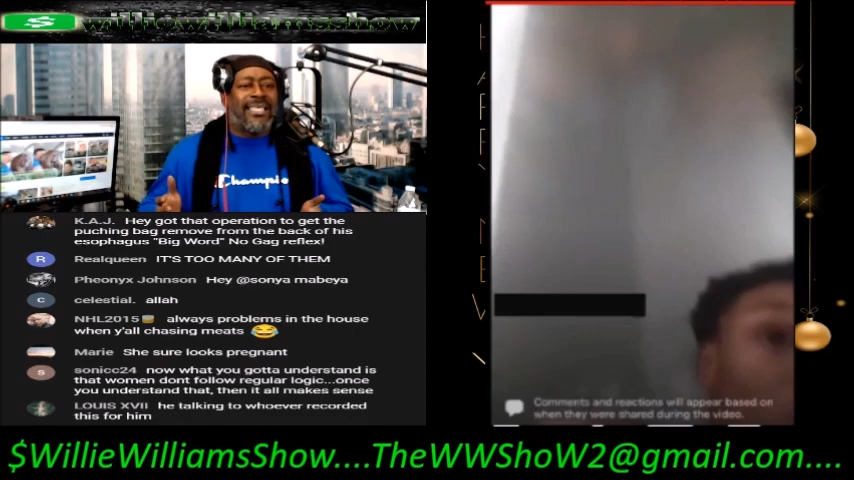 $
williewilliamsshow
Champion
K.A.J. Hey got that operation to get the
puching bag remove from the back of his
esophagus "Big Word" No Gag reflex!
R Realqueen IT'S TOO MANY OF THEM
Pheonyx Johnson Hey @sonya mabeya
C celestial. allah
NHL2015🥃 always problems in the house
when y'all chasing meats 😂
Marie She sure looks pregnant
S sonicc24 now what you gotta understand is
that women dont follow regular logic...once
you understand that, then it all makes sense
LOUIS XVII he talking to whoever recorded
this for him
Comments and reactions will appear based on
when they were shared during the video.
$WillieWilliamsShow....TheWWShoW2@gmail.com....